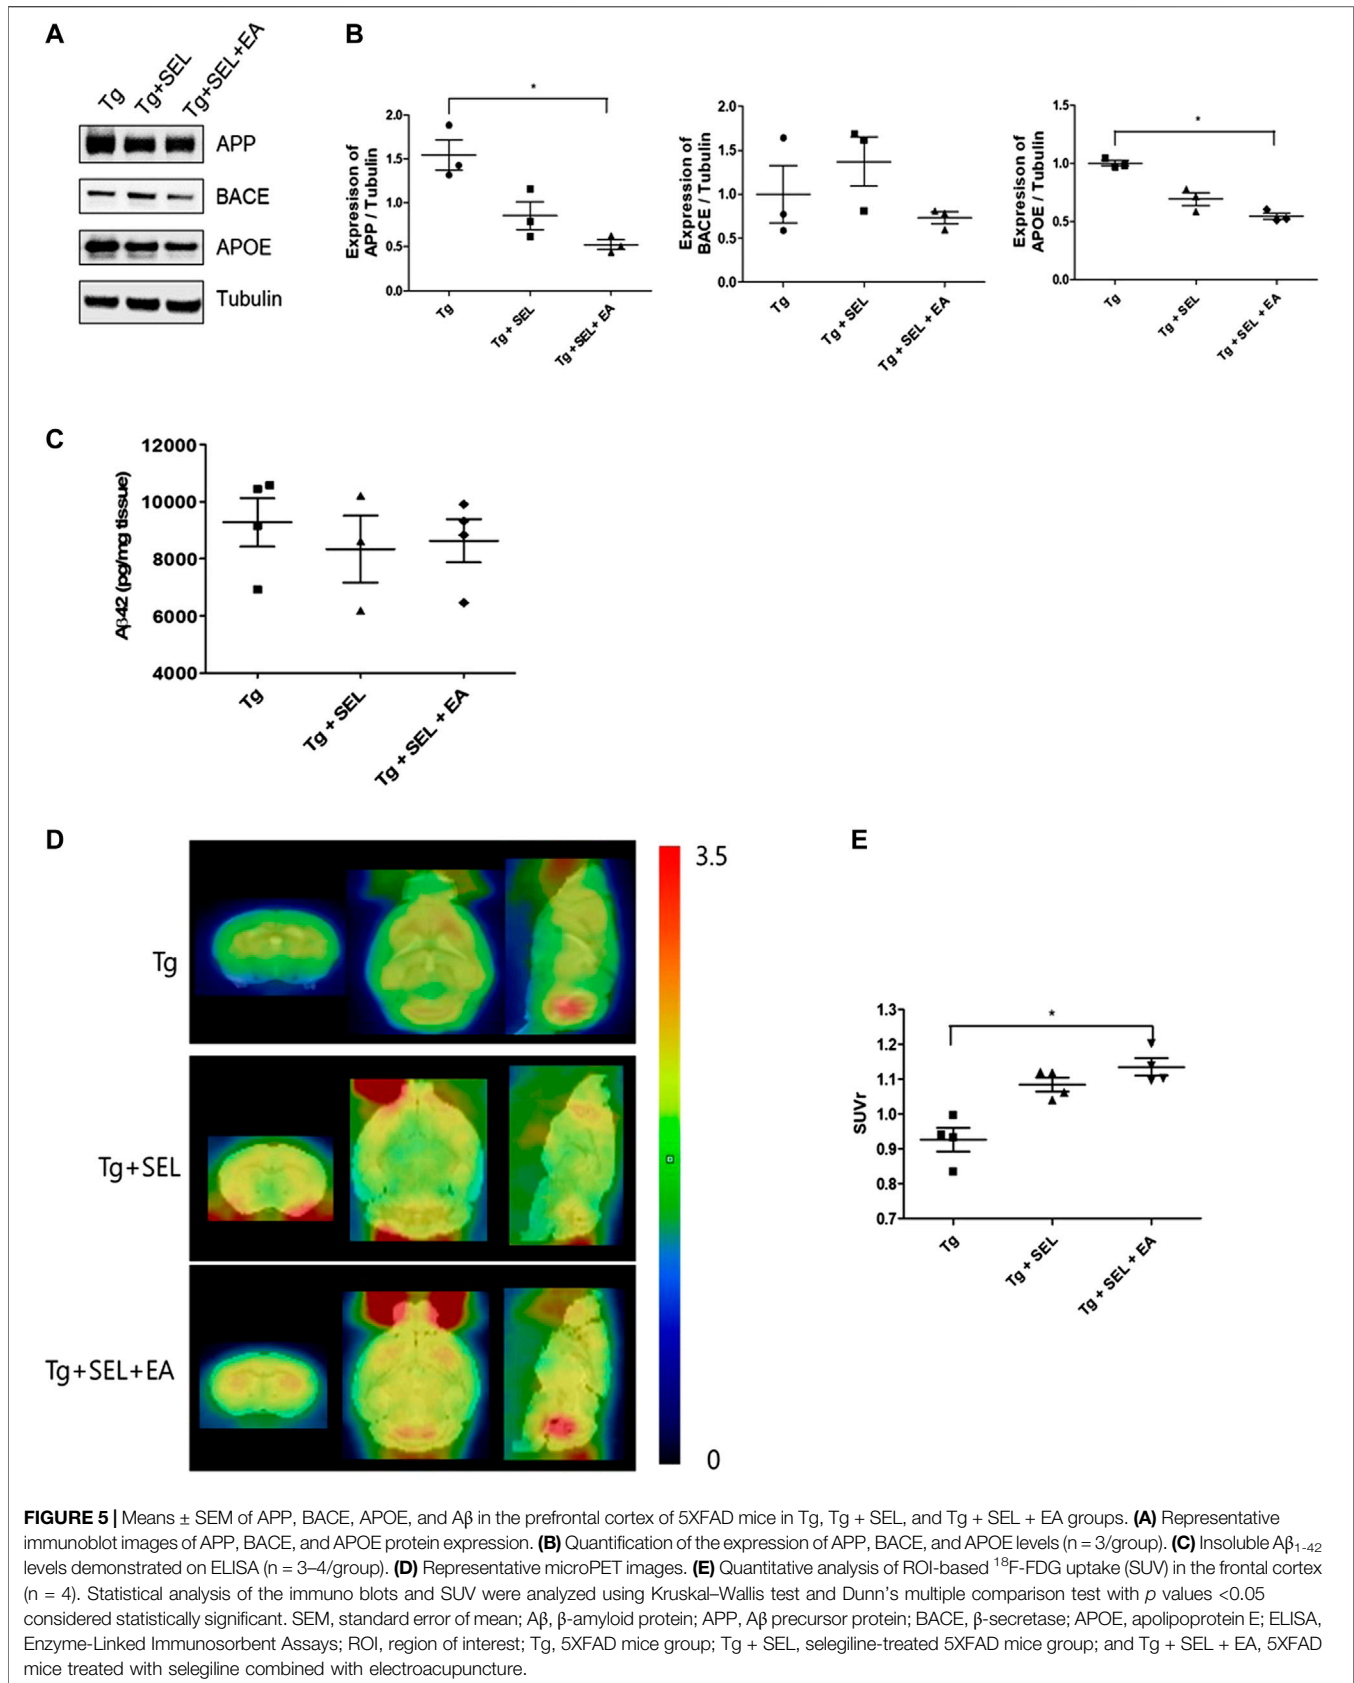 A
Tg
Tg+SEL
Tg+SEL+EA
APP
BACE
APOE
Tubulin
B
*
Expresison of
APP / Tubulin
2.0
1.5
1.0
0.5
0.0
Tg
Tg + SEL
Tg + SEL + EA
Expresison of
BACE / Tubulin
2.0
1.5
1.0
0.5
0.0
Tg
Tg + SEL
Tg + SEL + EA
*
Expresison of
APOE / Tubulin
1.5
1.0
0.5
0.0
Tg
Tg + SEL
Tg + SEL + EA
C
Aβ42 (pg/mg tissue)
12000
10000
8000
6000
4000
Tg
Tg + SEL
Tg + SEL + EA
D
Tg
Tg+SEL
Tg+SEL+EA
3.5
0
E
*
SUVr
1.3
1.2
1.1
1.0
0.9
0.8
0.7
Tg
Tg + SEL
Tg + SEL + EA
FIGURE 5 | Means ± SEM of APP, BACE, APOE, and Aβ in the prefrontal cortex of 5XFAD mice in Tg, Tg + SEL, and Tg + SEL + EA groups. (A) Representative
immunoblot images of APP, BACE, and APOE protein expression. (B) Quantification of the expression of APP, BACE, and APOE levels (n = 3/group). (C) Insoluble Aβ1-42
levels demonstrated on ELISA (n = 3–4/group). (D) Representative microPET images. (E) Quantitative analysis of ROI-based 18F-FDG uptake (SUV) in the frontal cortex
(n = 4). Statistical analysis of the immuno blots and SUV were analyzed using Kruskal–Wallis test and Dunn's multiple comparison test with p values <0.05
considered statistically significant. SEM, standard error of mean; Aβ, β-amyloid protein; APP, Aβ precursor protein; BACE, β-secretase; APOE, apolipoprotein E; ELISA,
Enzyme-Linked Immunosorbent Assays; ROI, region of interest; Tg, 5XFAD mice group; Tg + SEL, selegiline-treated 5XFAD mice group; and Tg + SEL + EA, 5XFAD
mice treated with selegiline combined with electroacupuncture.